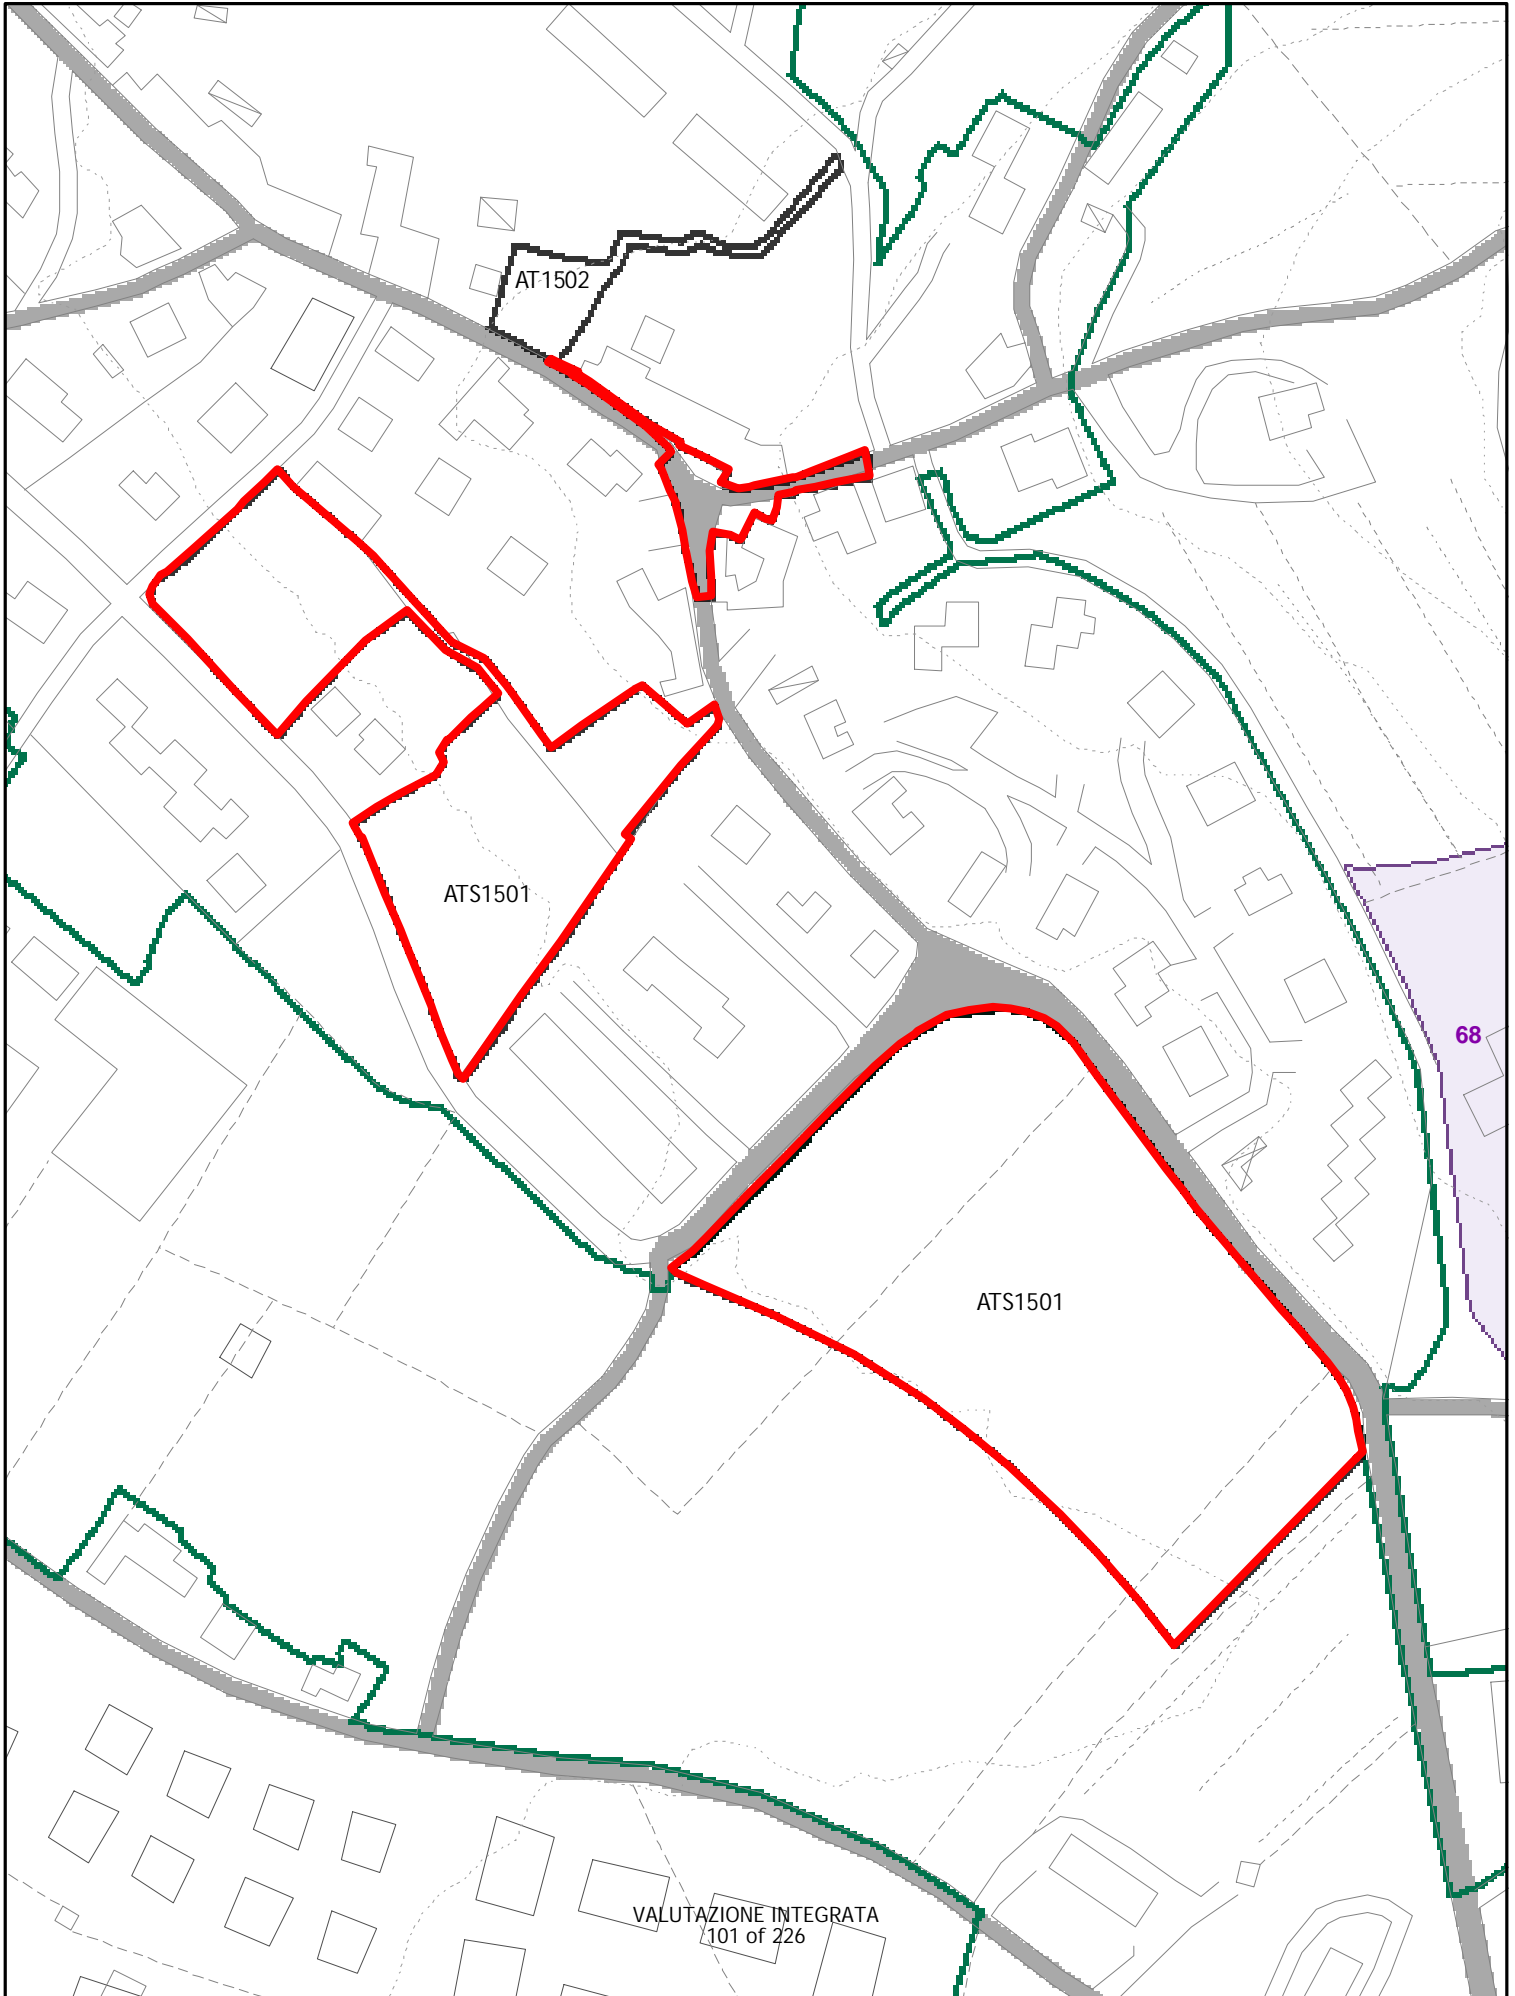 AT1502
ATS1501
68
ATS1501
VALUTAZIONE INTEGRATA
101 of 226